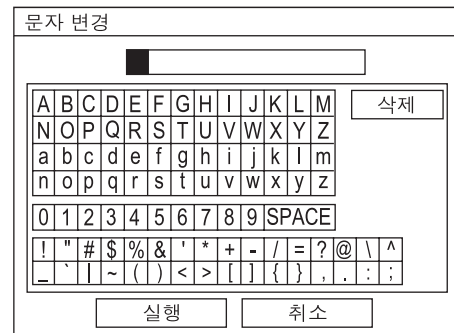 문자 변경
A B C D E F G H I J K L M 삭제
N O P Q R S T U V W X Y Z
a b c d e f g h i j k l m
n o p q r s t u v w x y z
0 1 2 3 4 5 6 7 8 9 SPACE
! " # $ % & ' * + - / = ? @ \ ^
_ ` | ~ ( ) < > [ ] { } , . : ;
실행 취소